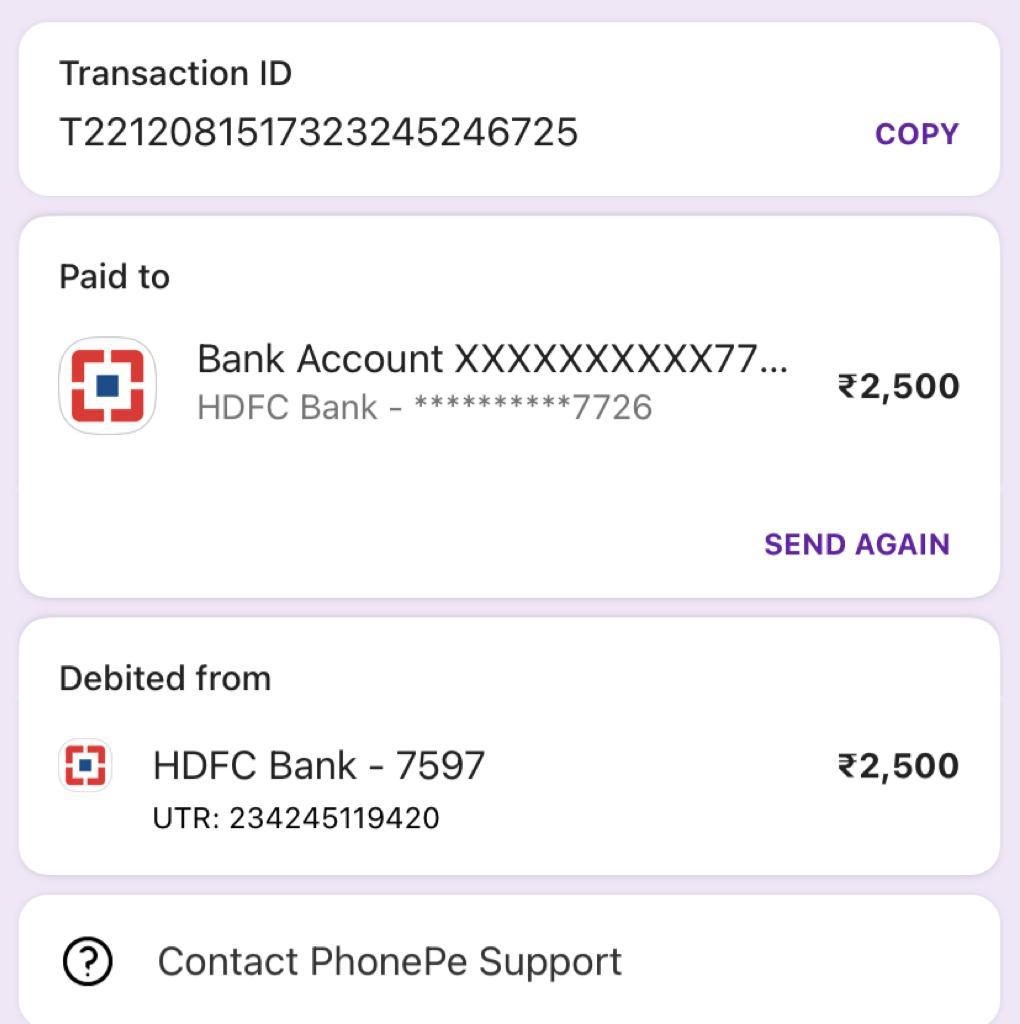 Transaction ID
T2212081517323245246725
COPY
Paid to
Bank Account XXXXXXXXXX77...
HDFC Bank - **********7726
₹2,500
SEND AGAIN
Debited from
HDFC Bank - 7597
₹2,500
UTR: 234245119420
Contact PhonePe Support